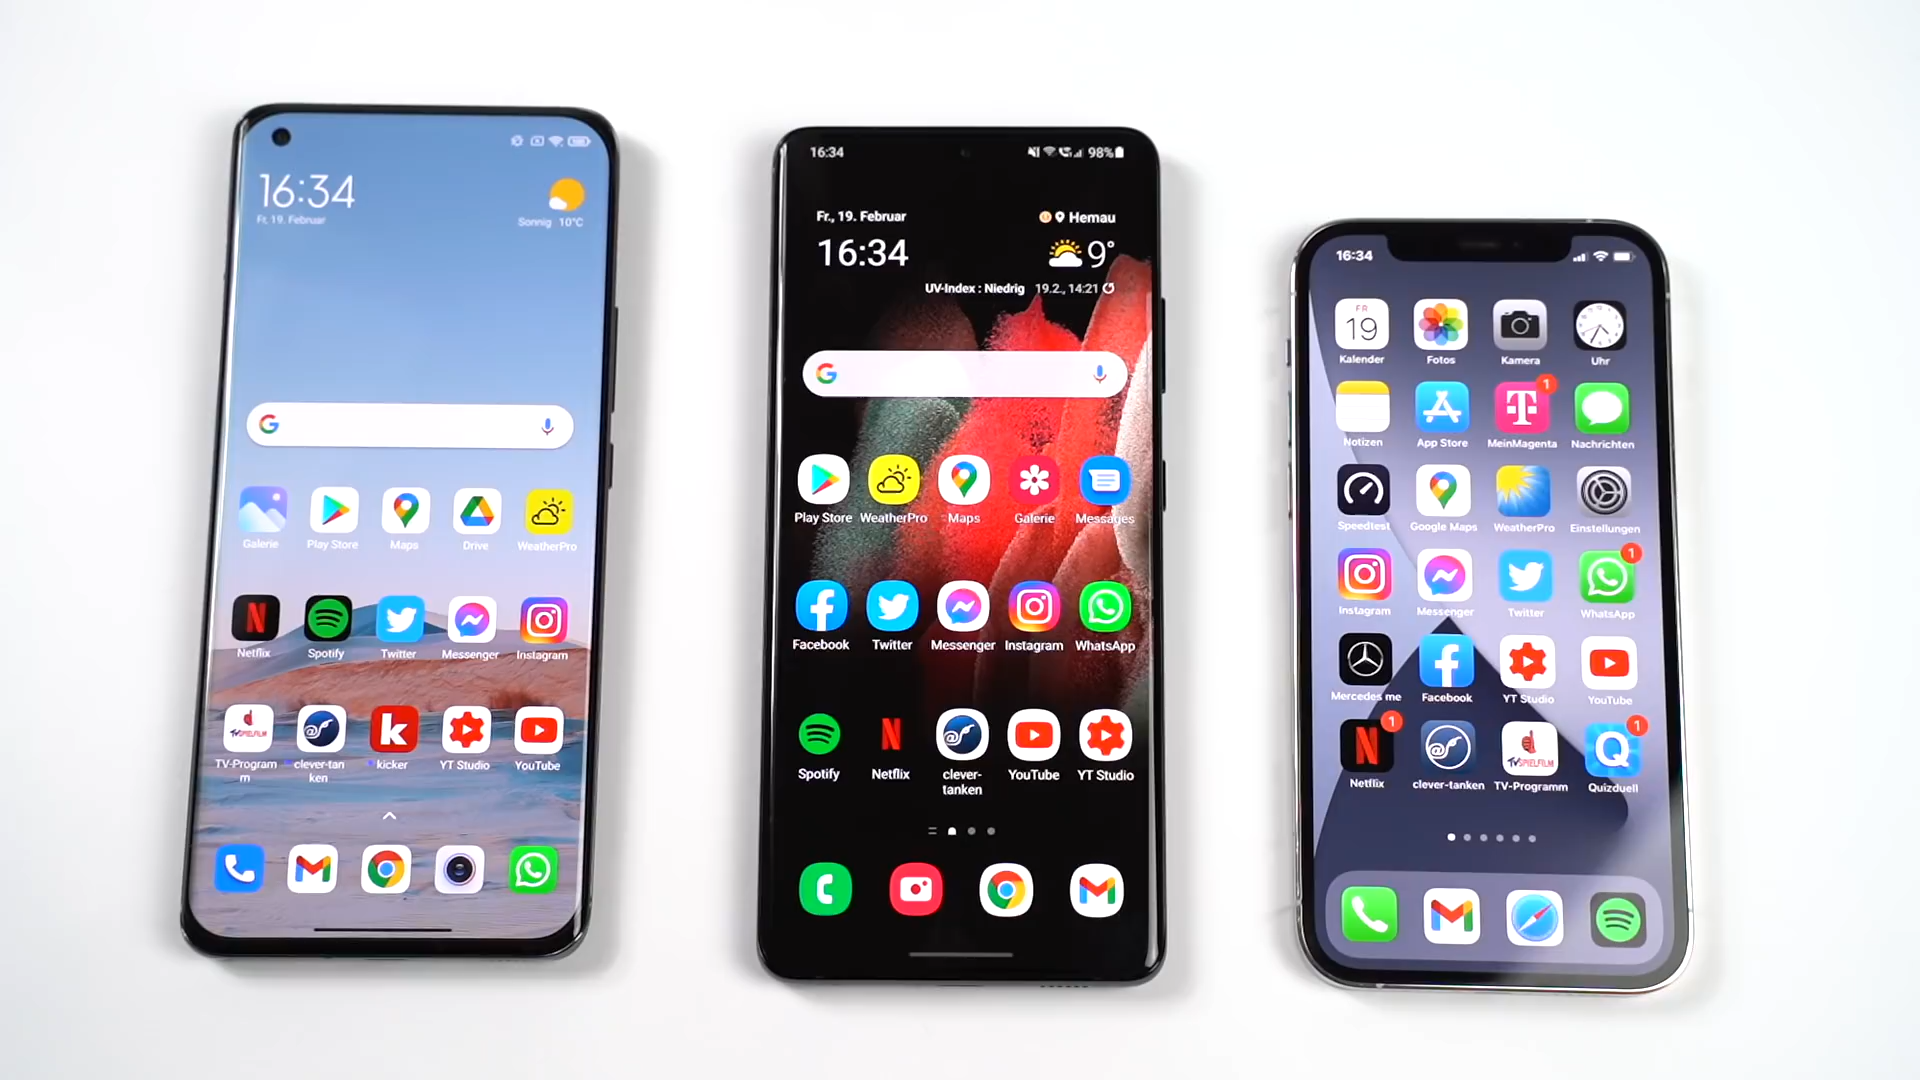 16:34
Fr. 19. Februar
Sonnig 10°C
Galerie Play Store Maps Drive WeatherPro
Netflix Spotify Twitter Messenger Instagram
TV-Program
m
clever-tan
ken
kicker YT Studio YouTube
16:34 98%
Fr., 19. Februar Hemau
16:34 9°
UV-Index : Niedrig 19.2., 14:21
Play Store WeatherPro Maps Galerie Messages
Facebook Twitter Messenger Instagram WhatsApp
Spotify Netflix clever-
tanken
YouTube YT Studio
16:34
FR
19
Kalender Fotos Kamera Uhr
1
Notizen App Store MeinMagenta Nachrichten
Speedtest Google Maps WeatherPro Einstellungen
1
Instagram Messenger Twitter WhatsApp
Mercedes me Facebook YT Studio YouTube
1 TVSPIELFILM 1
Netflix clever-tanken TV-Programm Quizduell